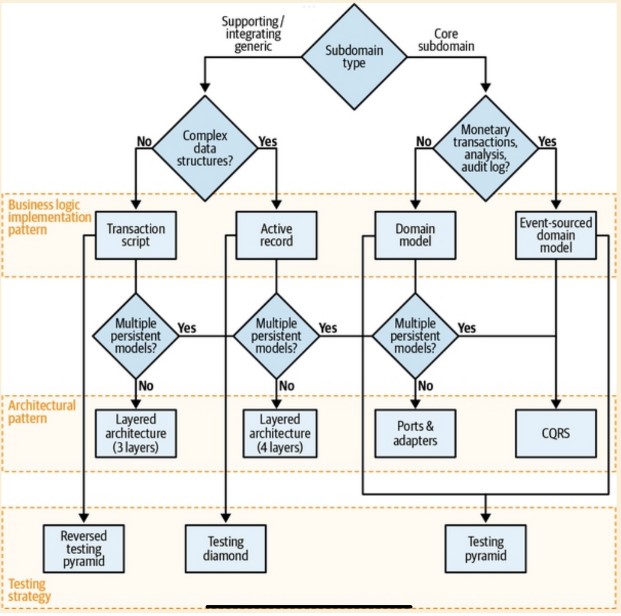 Supporting/
integrating
generic
Subdomain
type
Core
subdomain
No
Complex
data
structures?
Yes
No
Monetary
transactions,
analysis,
audit log?
Yes
Business logic
implementation
pattern
Transaction
script
Active
record
Domain
model
Event-sourced
domain
model
Multiple
persistent
models?
Yes
Multiple
persistent
models?
Yes
Multiple
persistent
models?
Yes
No
No
No
Architectural
pattern
Layered
architecture
(3 layers)
Layered
architecture
(4 layers)
Ports &
adapters
CQRS
Reversed
testing
pyramid
Testing
diamond
Testing
pyramid
Testing
strategy